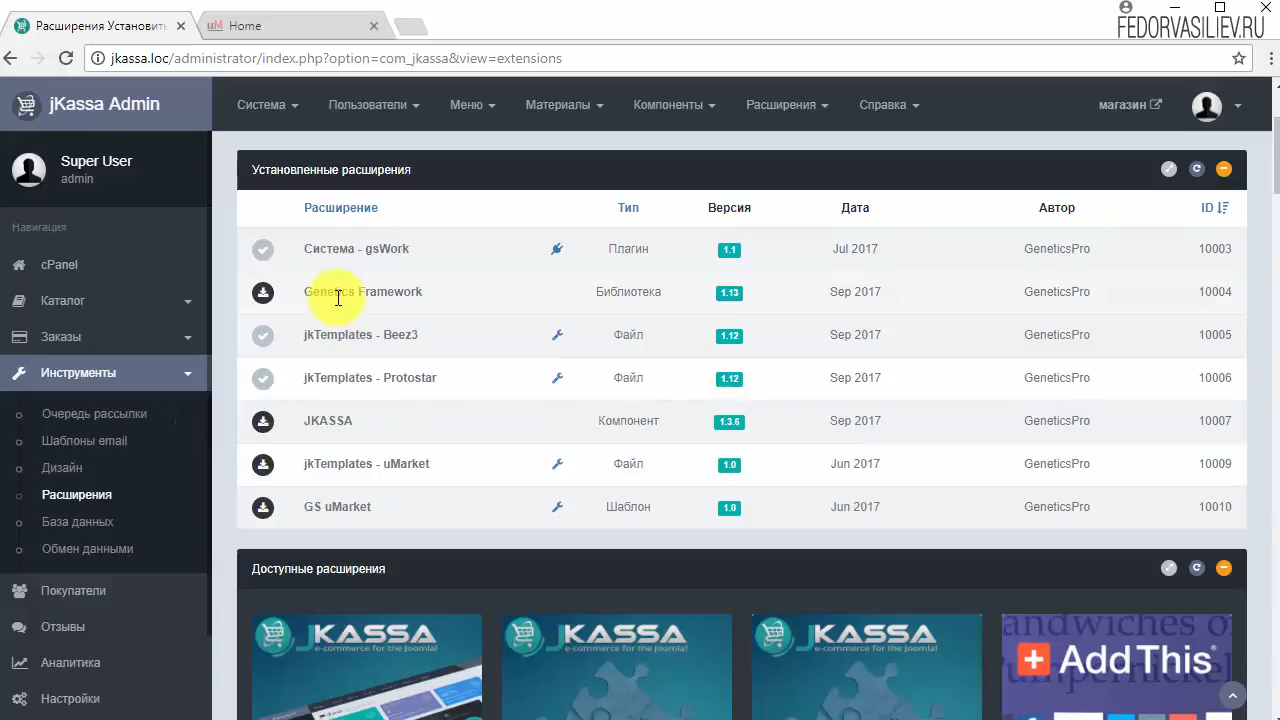 Расширения Установить
uM Home
FEDORVASILIEV.RU
jkassa.loc/administrator/index.php?option=com_jkassa&view=extensions
jKassa Admin
Система Пользователи Меню Материалы Компоненты Расширения Справка магазин
Super User
admin
Навигация
cPanel
Каталог
Заказы
Инструменты
Очередь рассылки
Шаблоны email
Дизайн
Расширения
База данных
Обмен данными
Покупатели
Отзывы
Аналитика
Настройки
Установленные расширения
Расширение Тип Версия Дата Автор ID
Система - gsWork Плагин 1.1 Jul 2017 GeneticsPro 10003
Genetics Framework Библиотека 1.13 Sep 2017 GeneticsPro 10004
jkTemplates - Beez3 Файл 1.12 Sep 2017 GeneticsPro 10005
jkTemplates - Protostar Файл 1.12 Sep 2017 GeneticsPro 10006
JKASSA Компонент 1.3.6 Sep 2017 GeneticsPro 10007
jkTemplates - uMarket Файл 1.0 Jun 2017 GeneticsPro 10009
GS uMarket Шаблон 1.0 Jun 2017 GeneticsPro 10010
Доступные расширения
JKASSA
e-commerce for the Joomla!
JKASSA
e-commerce for the Joomla!
JKASSA
e-commerce for the Joomla!
AddThis